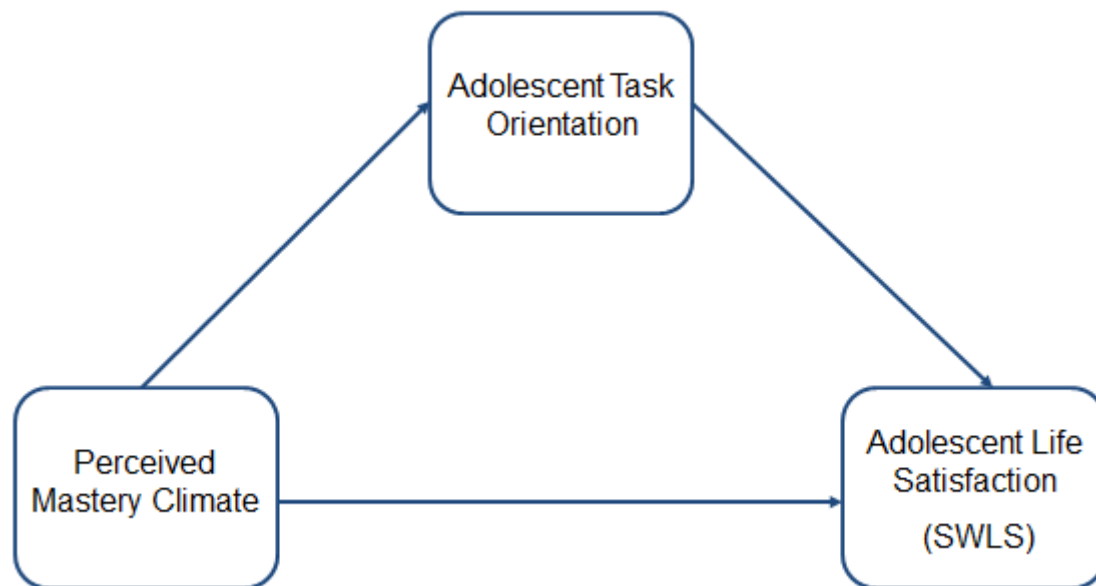 Adolescent Task
Orientation
Perceived
Mastery Climate
Adolescent Life
Satisfaction
(SWLS)